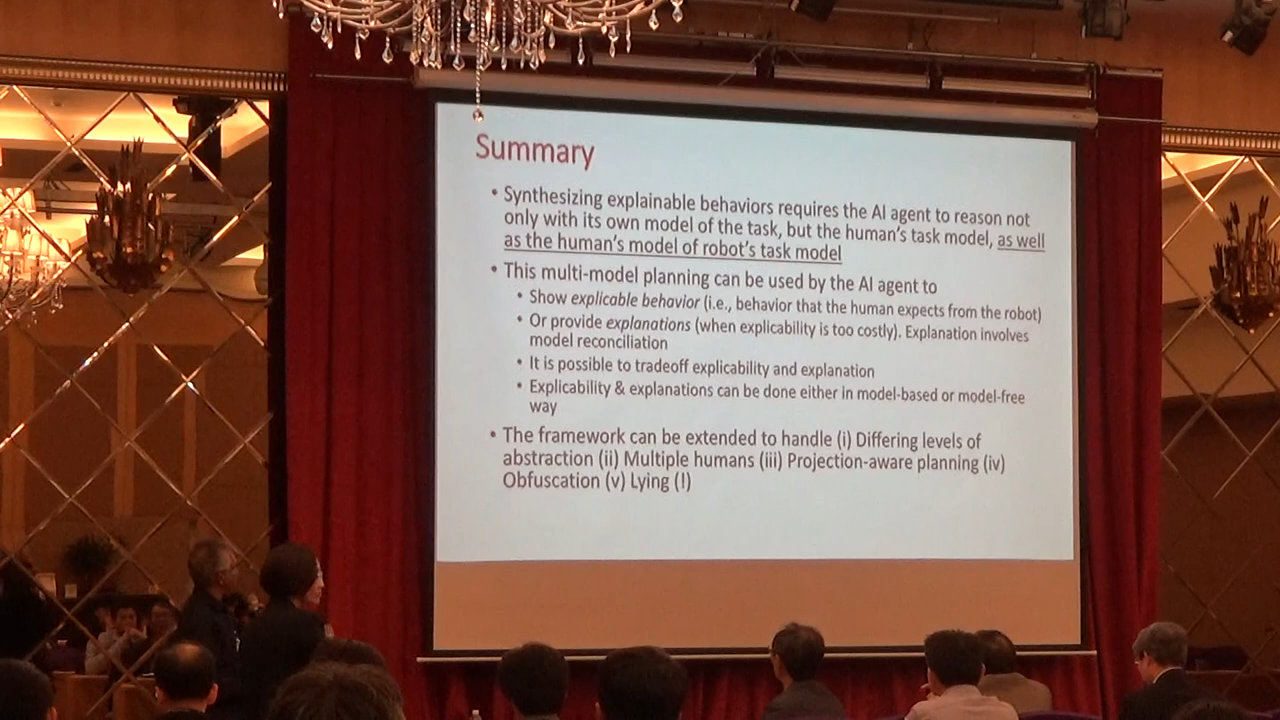 Summary
• Synthesizing explainable behaviors requires the AI agent to reason not
only with its own model of the task, but the human's task model, as well
as the human's model of robot's task model
• This multi-model planning can be used by the AI agent to
• Show explicable behavior (i.e., behavior that the human expects from the robot)
• Or provide explanations (when explicability is too costly). Explanation involves
model reconciliation
• It is possible to tradeoff explicability and explanation
• Explicability & explanations can be done either in model-based or model-free
way
• The framework can be extended to handle (i) Differing levels of
abstraction (ii) Multiple humans (iii) Projection-aware planning (iv)
Obfuscation (v) Lying (!)